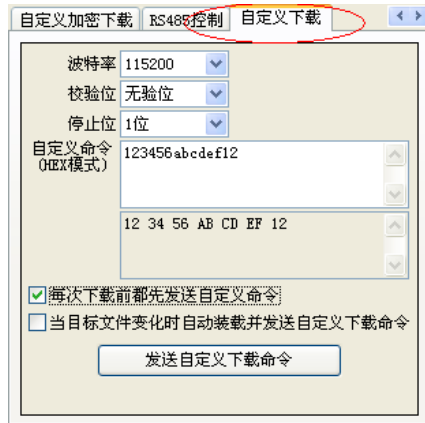 自定义加密下载 RS485控制 自定义下载
波特率 115200
校验位 无验位
停止位 1位
自定义命令 123456abcdef12
(HEX模式)
12 34 56 AB CD EF 12
每次下载前都先发送自定义命令
当目标文件变化时自动装载并发送自定义下载命令
发送自定义下载命令